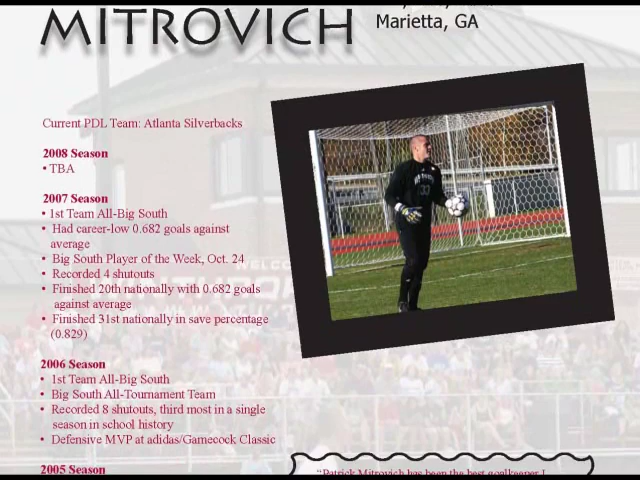 MITROVICH
Marietta, GA
Current PDL Team: Atlanta Silverbacks
2008 Season
• TBA
2007 Season
• 1st Team All-Big South
• Had career-low 0.682 goals against
average
• Big South Player of the Week, Oct. 24
• Recorded 4 shutouts
• Finished 20th nationally with 0.682 goals
against average
• Finished 31st nationally in save percentage
(0.829)
2006 Season
• 1st Team All-Big South
• Big South All-Tournament Team
• Recorded 8 shutouts, third most in a single
season in school history
• Defensive MVP at adidas/Gamecock Classic
2005 Season
"Patrick Mitrovich has been the best goalkeeper I
33